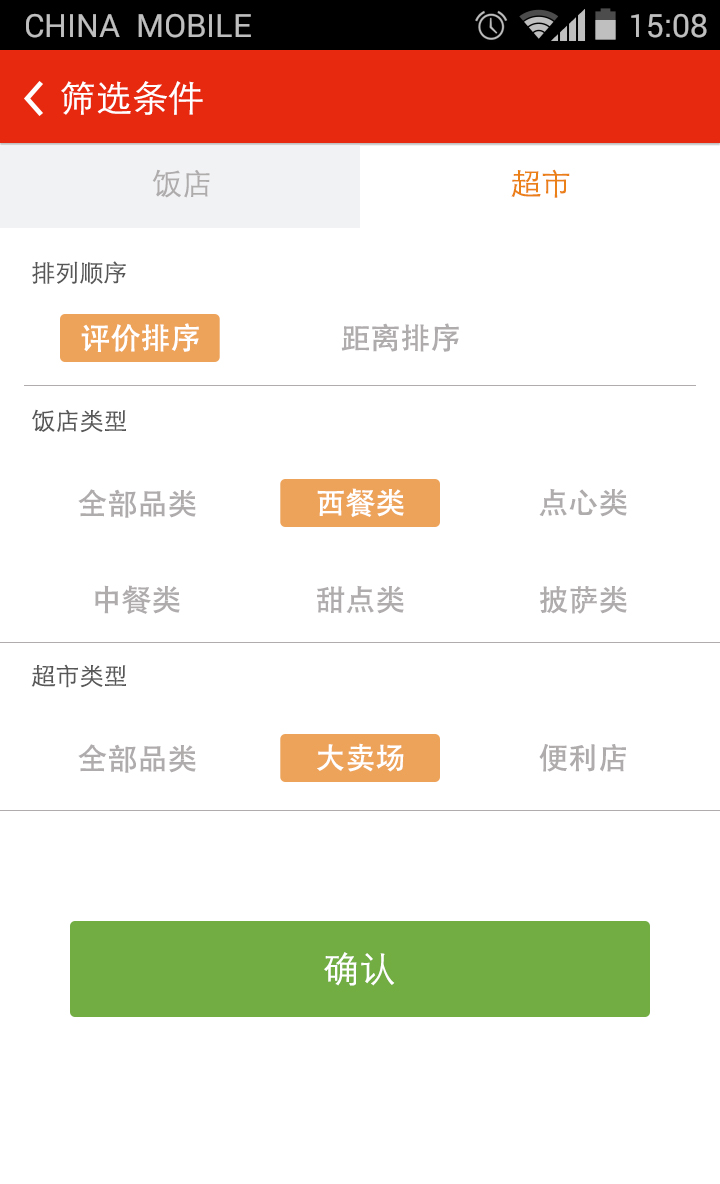 CHINA MOBILE 15:08
筛选条件
饭店 超市
排列顺序
评价排序 距离排序
饭店类型
全部品类 西餐类 点心类
中餐类 甜点类 披萨类
超市类型
全部品类 大卖场 便利店
确认